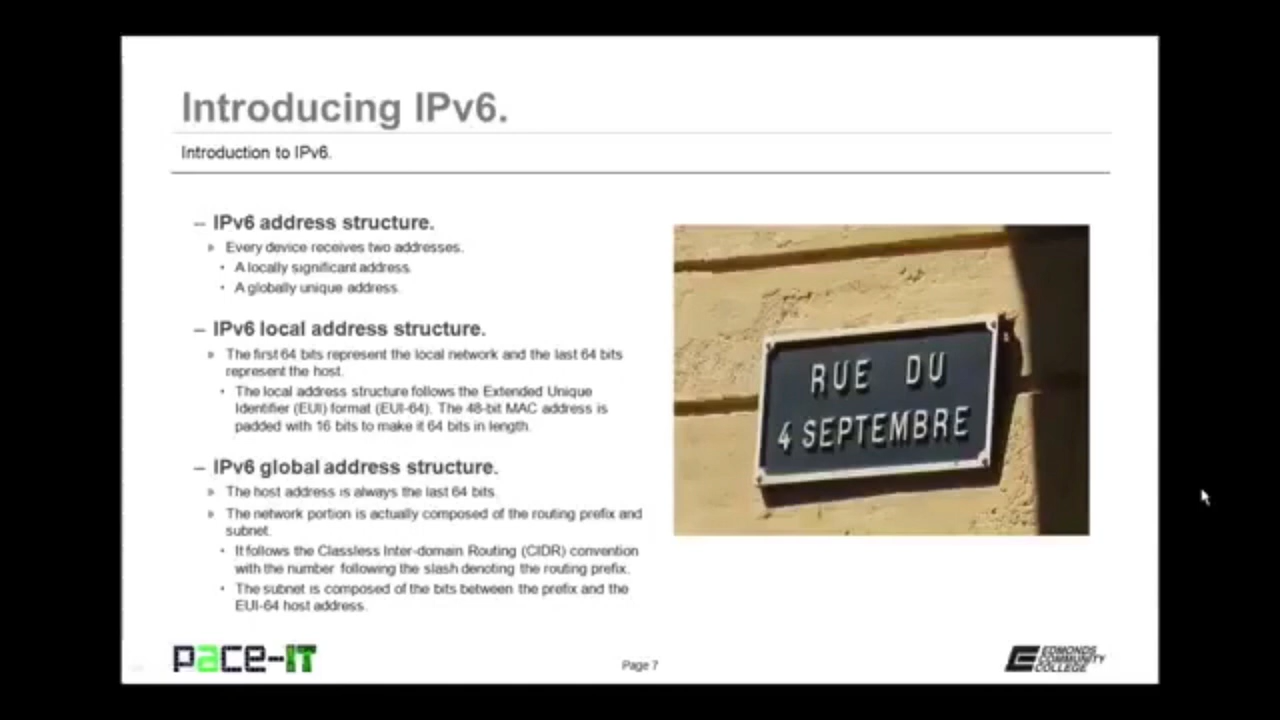 Introducing IPv6.
Introduction to IPv6.
– IPv6 address structure.
» Every device receives two addresses.
• A locally significant address.
• A globally unique address.
– IPv6 local address structure.
» The first 64 bits represent the local network and the last 64 bits
represent the host.
• The local address structure follows the Extended Unique
Identifier (EUI) format (EUI-64). The 48-bit MAC address is
padded with 16 bits to make it 64 bits in length.
– IPv6 global address structure.
» The host address is always the last 64 bits.
» The network portion is actually composed of the routing prefix and
subnet.
• It follows the Classless Inter-domain Routing (CIDR) convention
with the number following the slash denoting the routing prefix.
• The subnet is composed of the bits between the prefix and the
EUI-64 host address.
RUE DU
4 SEPTEMBRE
pace-IT
Page 7
EDMONDS
COMMUNITY
COLLEGE